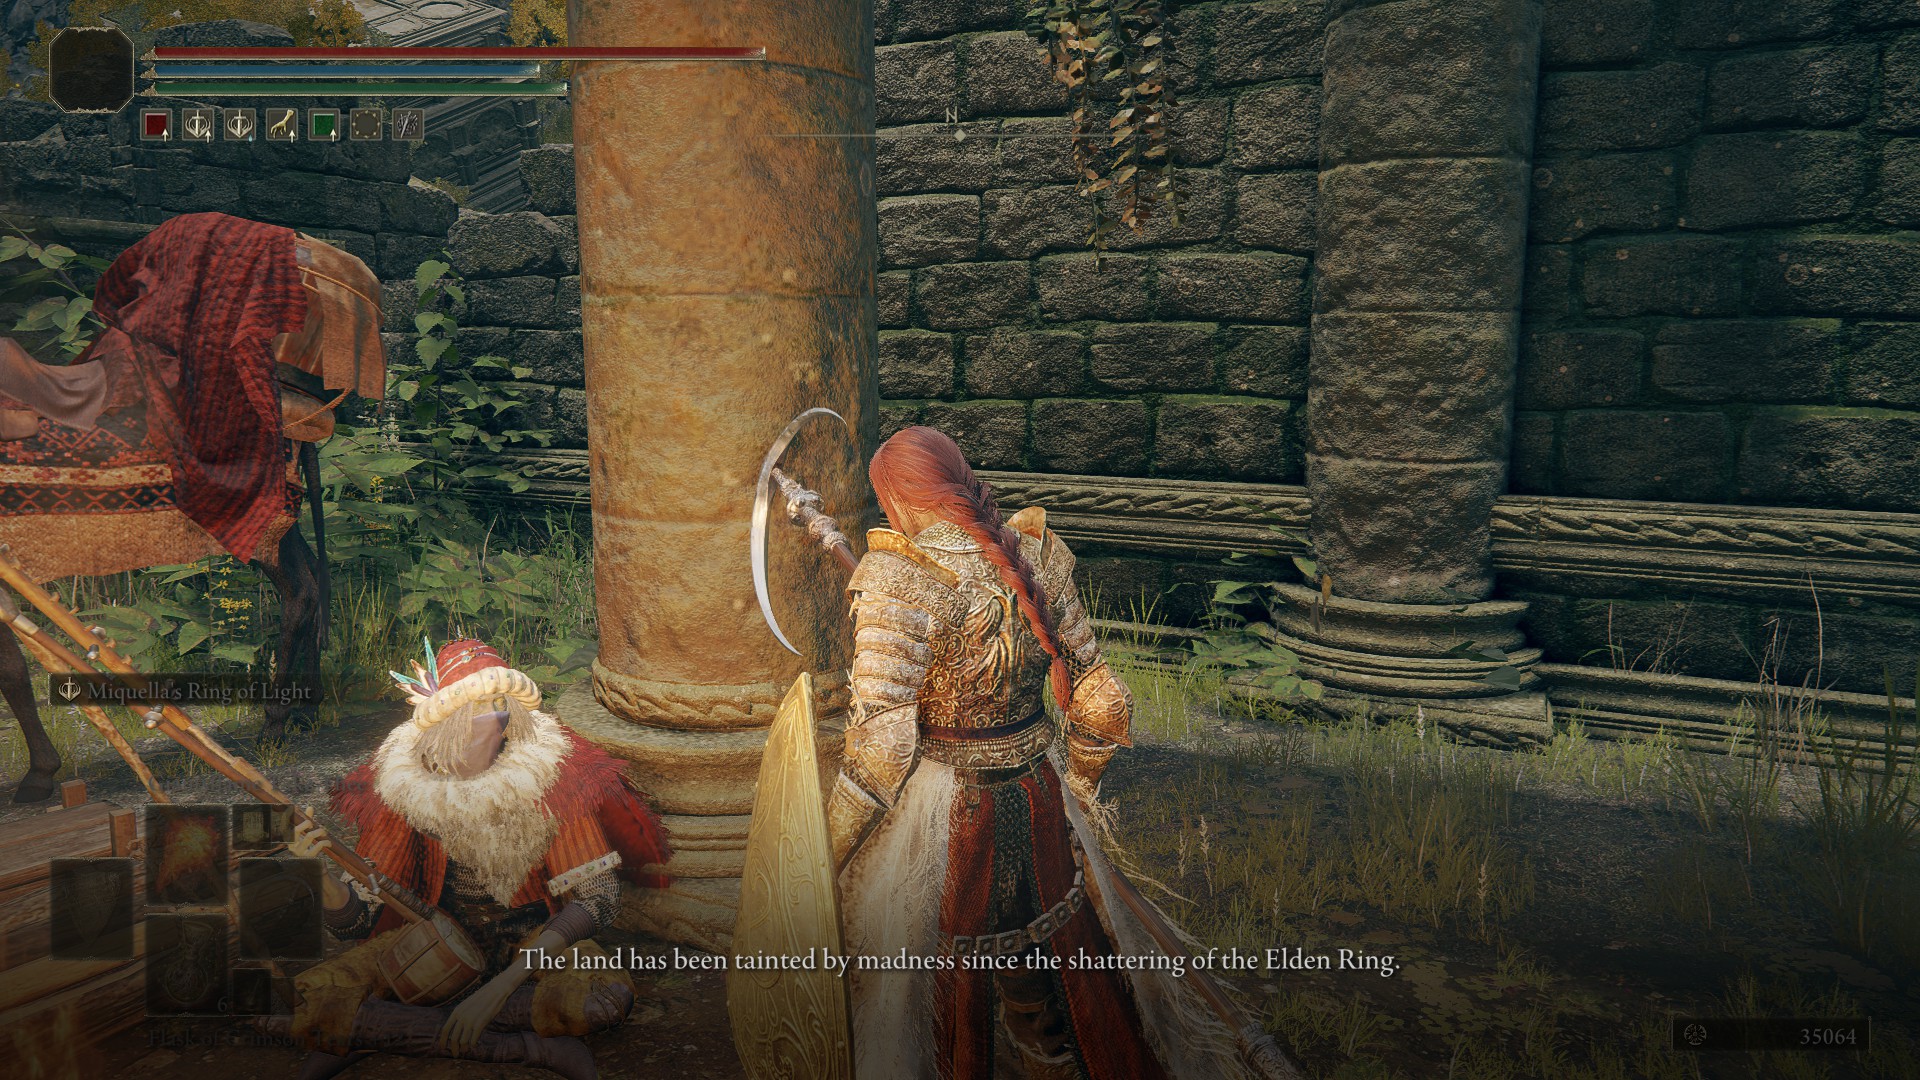 N
Miquella's Ring of Light
6
The land has been tainted by madness since the shattering of the Elden Ring.
35064